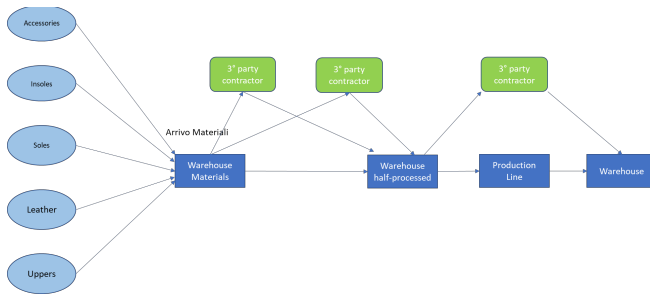 Accessories
Insoles
Soles
Leather
Uppers
3° party
contractor
3° party
contractor
3° party
contractor
Arrivo Materiali
Warehouse
Materials
Warehouse
half-processed
Production
Line
Warehouse